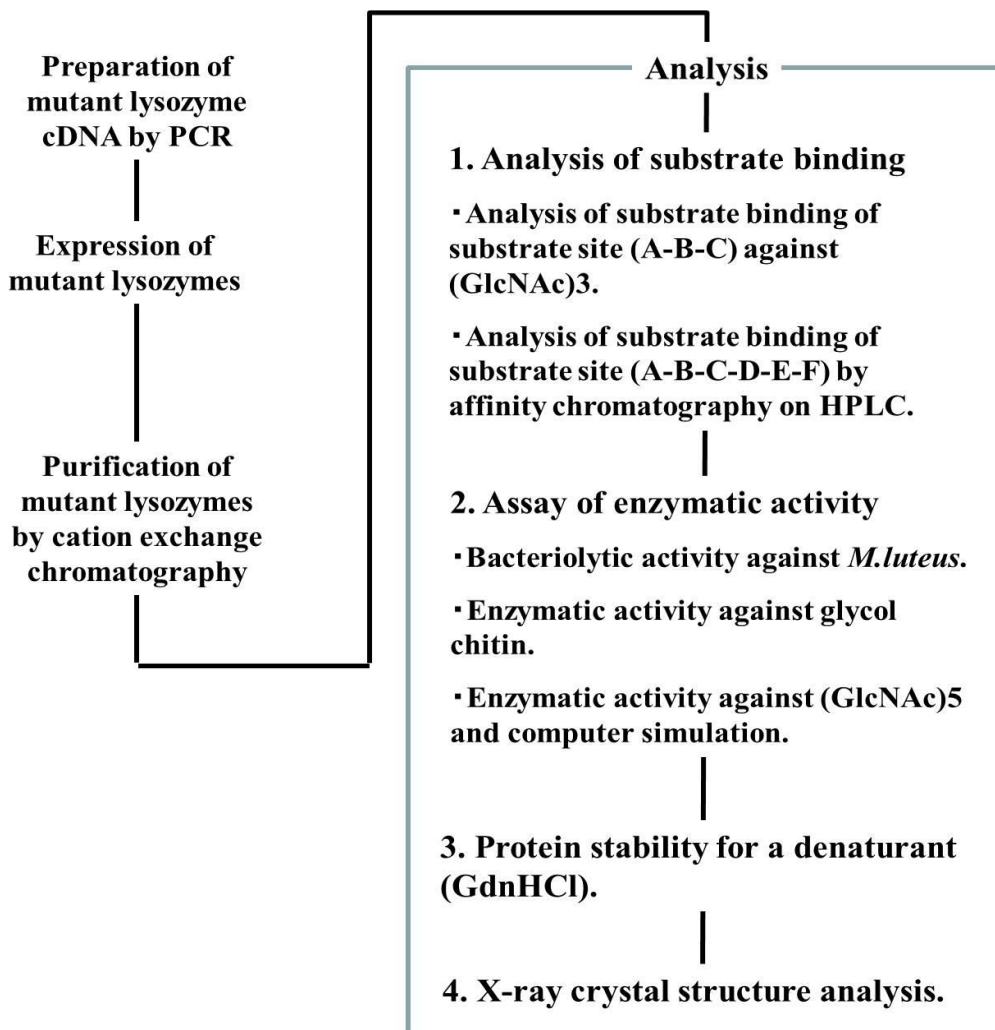 Preparation of
mutant lysozyme
cDNA by PCR
Expression of
mutant lysozymes
Purification of
mutant lysozymes
by cation exchange
chromatography
Analysis
1. Analysis of substrate binding
・Analysis of substrate binding of
substrate site (A-B-C) against
(GlcNAc)3.
・Analysis of substrate binding of
substrate site (A-B-C-D-E-F) by
affinity chromatography on HPLC.
2. Assay of enzymatic activity
・Bacteriolytic activity against M.luteus.
・Enzymatic activity against glycol
chitin.
・Enzymatic activity against (GlcNAc)5
and computer simulation.
3. Protein stability for a denaturant
(GdnHCl).
4. X-ray crystal structure analysis.